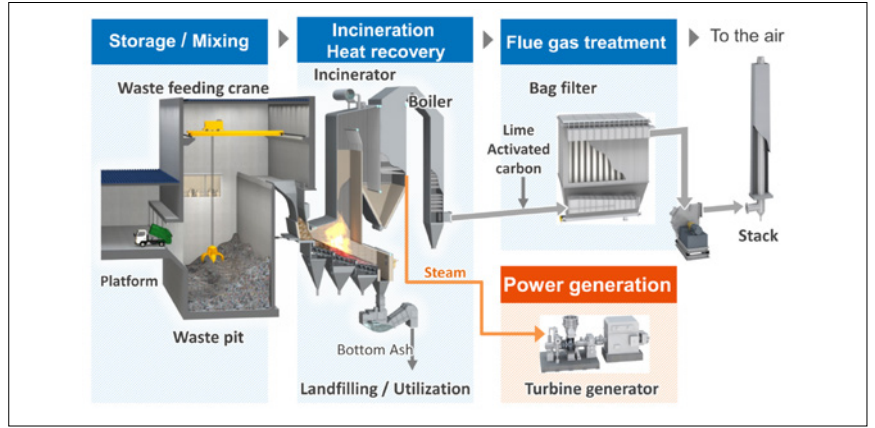 Storage / Mixing
Incineration
Heat recovery
Flue gas treatment
To the air
Waste feeding crane
Incinerator
Boiler
Bag filter
Lime
Activated
carbon
Platform
Waste pit
Steam
Bottom Ash
Landfilling / Utilization
Stack
Power generation
Turbine generator